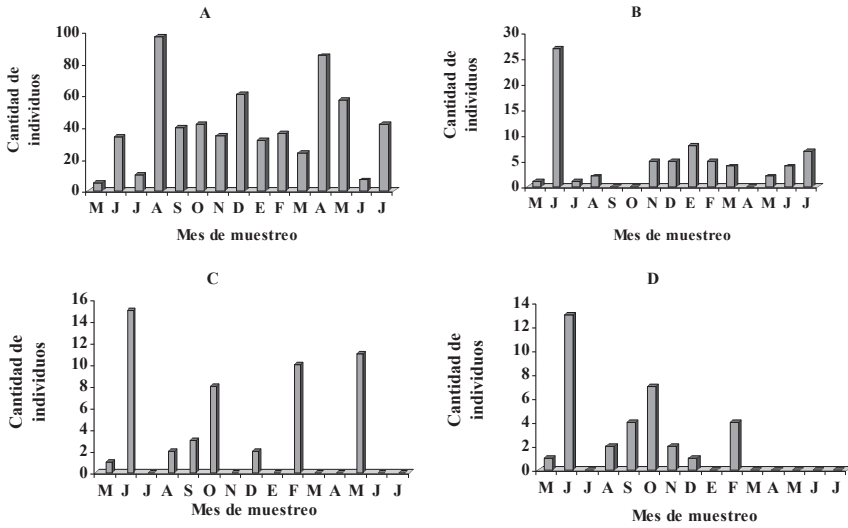 A
Cantidad de
individuos
100
80
60
40
20
0
M J J A S O N D E F M A M J J
Mes de muestreo
B
Cantidad de
individuos
30
25
20
15
10
5
0
M J J A S O N D E F M A M J J
Mes de muestreo
C
Cantidad de
individuos
16
14
12
10
8
6
4
2
0
M J J A S O N D E F M A M J J
Mes de muestreo
D
Cantidad de
individuos
14
12
10
8
6
4
2
0
M J J A S O N D E F M A M J J
Mes de muestreo